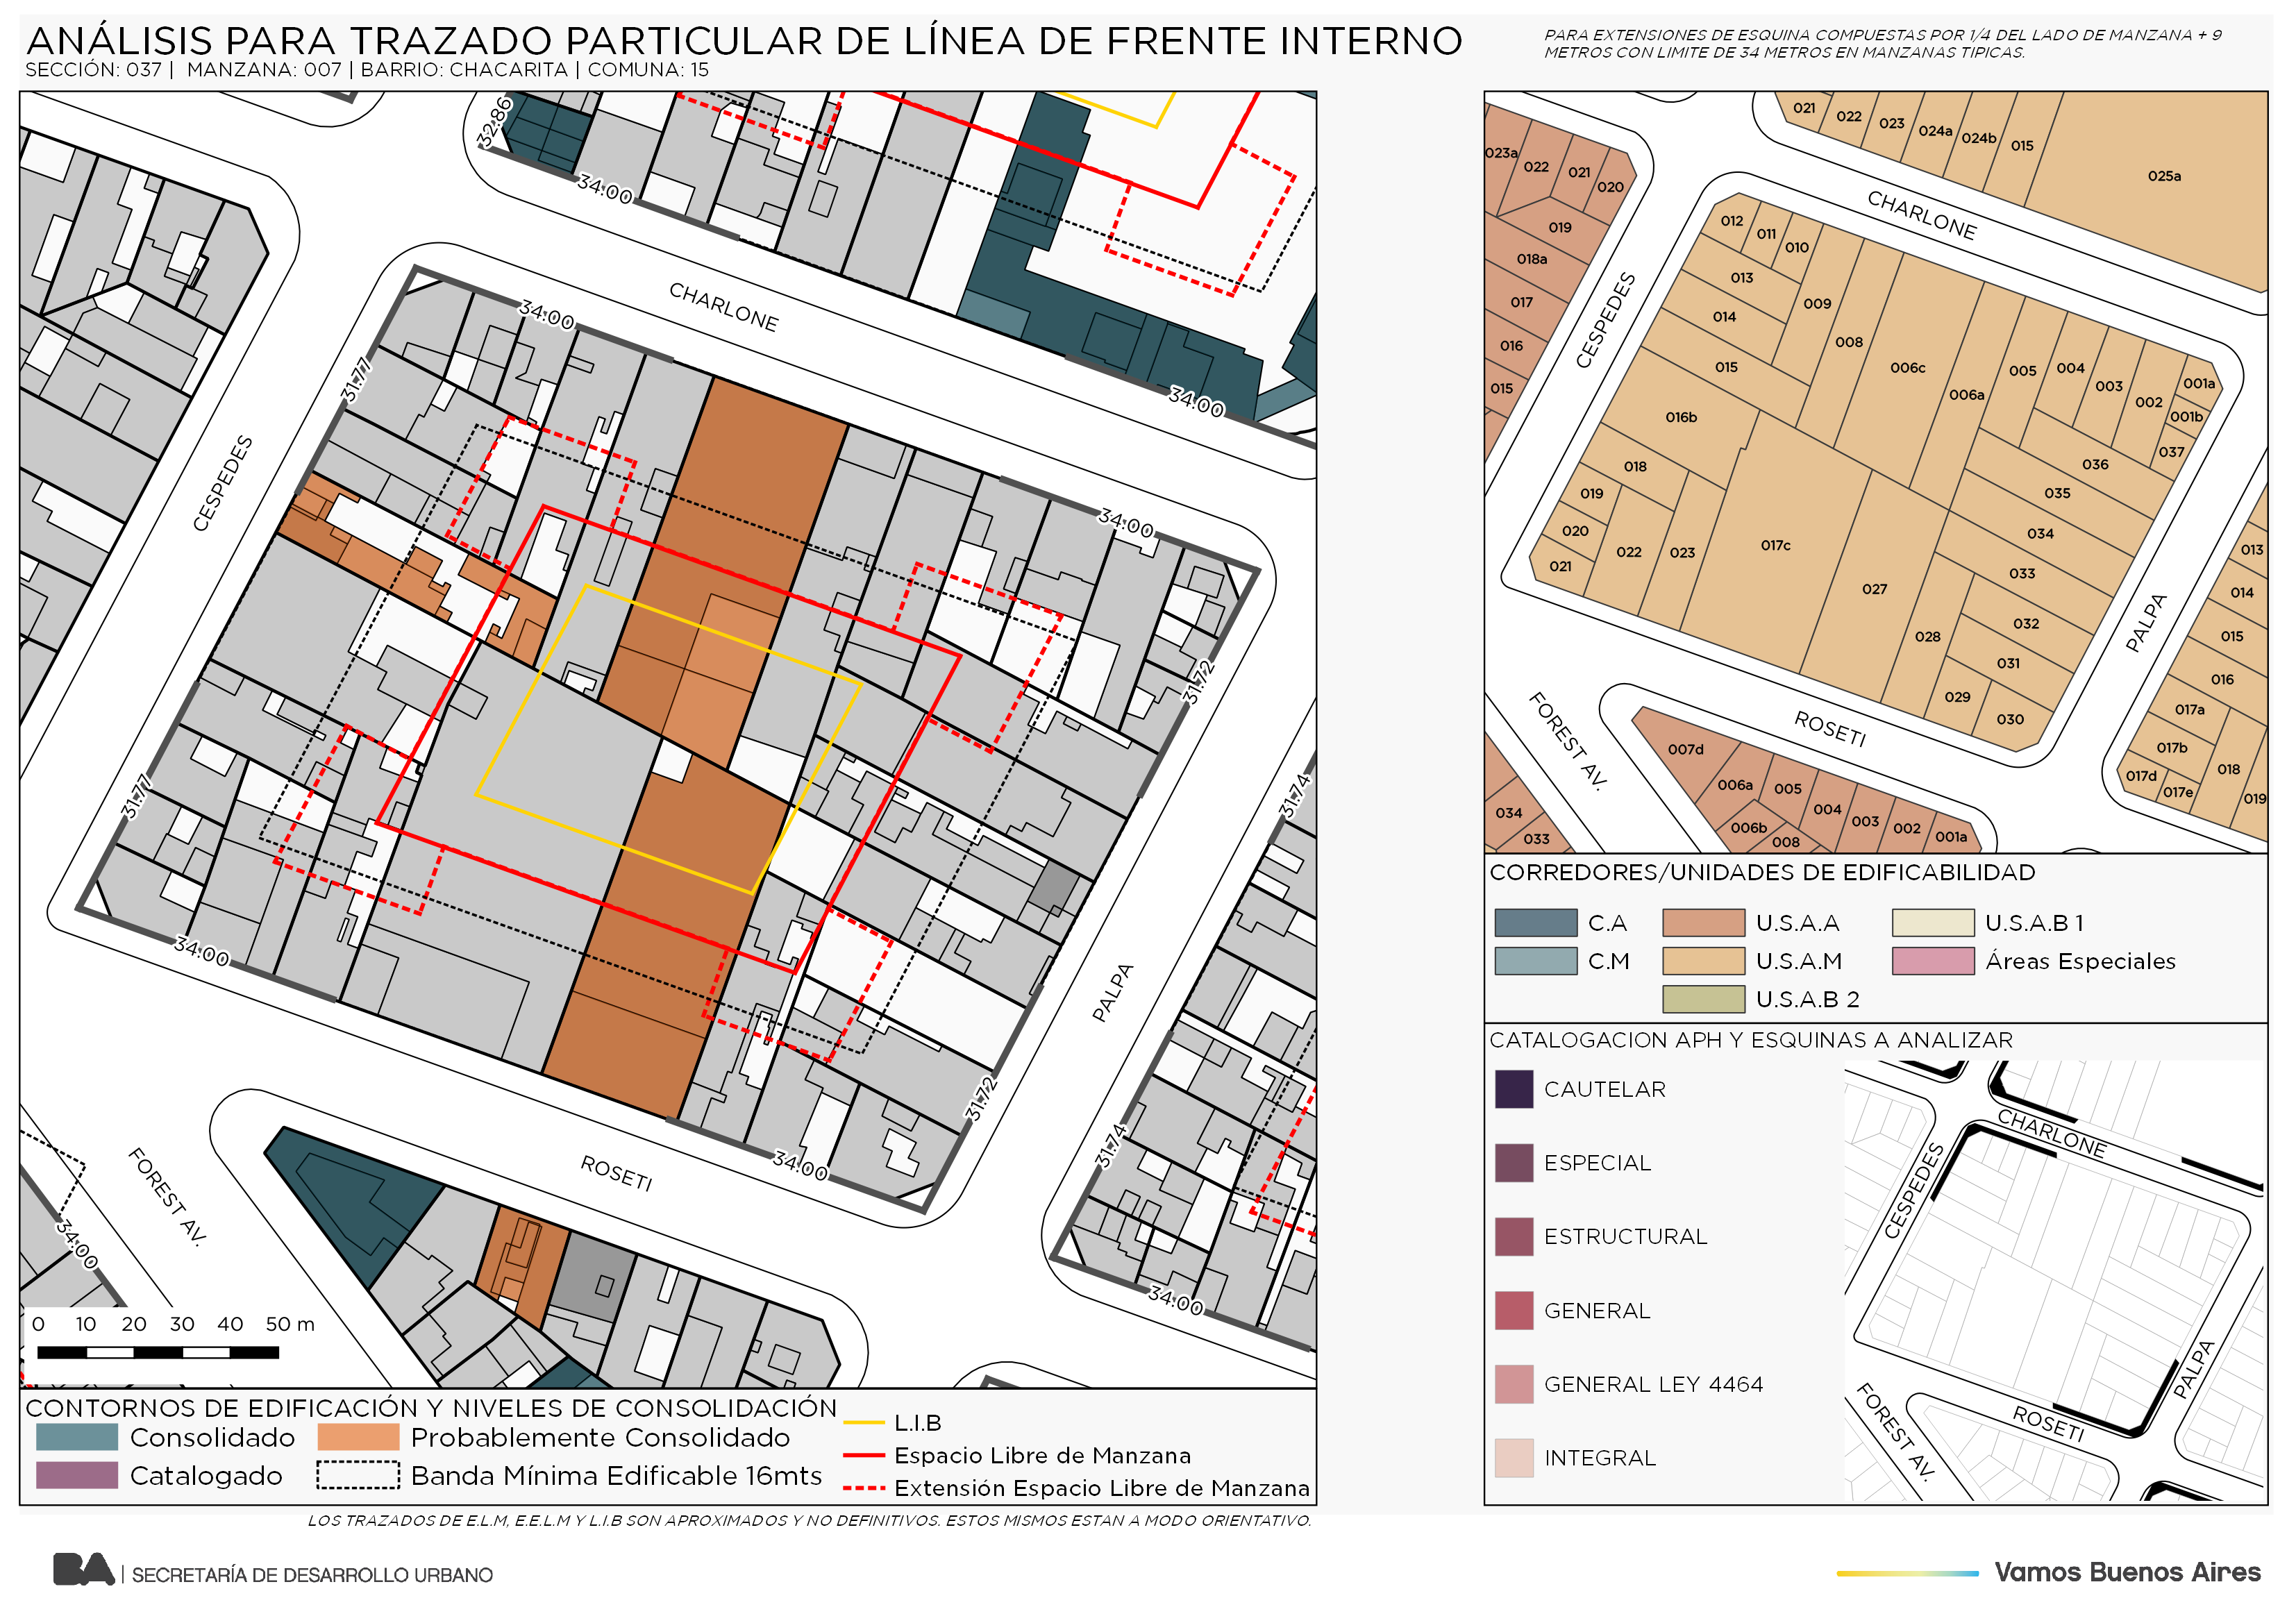 ANÁLISIS PARA TRAZADO PARTICULAR DE LÍNEA DE FRENTE INTERNO
SECCIÓN: 037 | MANZANA: 007 | BARRIO: CHACARITA | COMUNA: 15
PARA EXTENSIONES DE ESQUINA COMPUESTAS POR 1/4 DEL LADO DE MANZANA + 9
METROS CON LIMITE DE 34 METROS EN MANZANAS TIPICAS.
32.86
34.00
CHARLONE
34.00
34.00
34.00
31.77
CESPEDES
31.72
31.77
34.00
31.74
PALPA
31.72
34.00
31.74
34.00
ROSETI
FOREST AV.
34.00
0 10 20 30 40 50 m
CONTORNOS DE EDIFICACIÓN Y NIVELES DE CONSOLIDACIÓN
Consolidado
Probablemente Consolidado
Catalogado
Banda Mínima Edificable 16mts
L.I.B
Espacio Libre de Manzana
Extensión Espacio Libre de Manzana
LOS TRAZADOS DE E.L.M, E.E.L.M Y L.I.B SON APROXIMADOS Y NO DEFINITIVOS. ESTOS MISMOS ESTAN A MODO ORIENTATIVO.
021
022
023
024a
024b
015
025a
023a
022
021
020
019
018a
017
016
015
CHARLONE
CESPEDES
012
011
010
013
014
015
009
008
006c
006a
005
004
003
002
001a
001b
037
036
035
034
033
032
031
030
029
028
027
017c
016b
018
019
020
021
022
023
PALPA
013
014
015
016
017a
017b
017d
017e
018
019
FOREST AV.
ROSETI
007d
006a
006b
005
004
003
002
001a
008
034
033
CORREDORES/UNIDADES DE EDIFICABILIDAD
C.A
U.S.A.A
U.S.A.B 1
C.M
U.S.A.M
Áreas Especiales
U.S.A.B 2
CATALOGACION APH Y ESQUINAS A ANALIZAR
CAUTELAR
ESPECIAL
ESTRUCTURAL
GENERAL
GENERAL LEY 4464
INTEGRAL
CHARLONE
CESPEDES
PALPA
ROSETI
FOREST AV.
BA | SECRETARÍA DE DESARROLLO URBANO
Vamos Buenos Aires